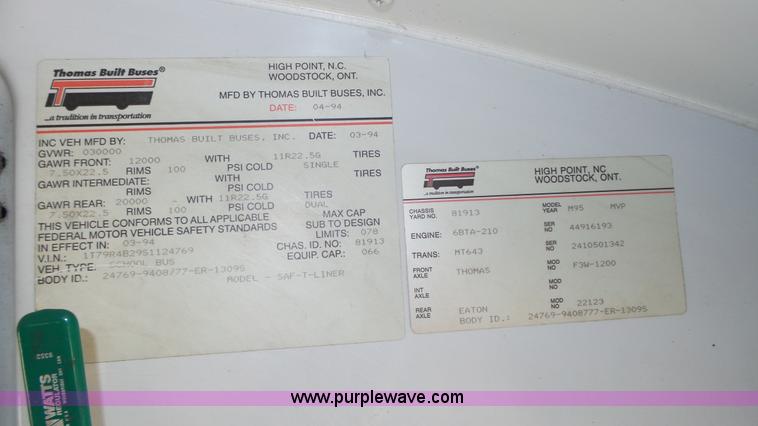 Thomas Built Buses®
...a tradition in transportation
HIGH POINT, N.C.
WOODSTOCK, ONT.
MFD BY THOMAS BUILT BUSES, INC.
DATE: 04-94
INC VEH MFD BY: THOMAS BUILT BUSES, INC. DATE: 03-94
GVWR: 030000
GAWR FRONT: 12000 WITH 11R22.5G TIRES
7.50X22.5 RIMS 100 PSI COLD SINGLE
GAWR INTERMEDIATE: WITH TIRES
RIMS PSI COLD
GAWR REAR: 20000 - WITH 11R22.5G TIRES
7.50X22.5 RIMS 100 PSI COLD DUAL
THIS VEHICLE CONFORMS TO ALL APPLICABLE MAX CAP
FEDERAL MOTOR VEHICLE SAFETY STANDARDS SUB TO DESIGN
IN EFFECT IN: 03-94 LIMITS: 078
V.I.N.: 1T79R4B29S1124769 CHAS. ID. NO: 81913
VEH. TYPE: SCHOOL BUS EQUIP. CAP.: 066
BODY ID.: 24769-9408777-ER-13095 MODEL - SAF-T-LINER
Thomas Built Buses®
...a tradition in transportation
HIGH POINT, NC
WOODSTOCK, ONT.
CHASSIS YARD NO. 81913 MODEL YEAR M95 MVP
ENGINE: 6BTA-210 SER NO 44916193
TRANS: MT643 SER NO 2410501342
FRONT AXLE THOMAS MOD NO F3W-1200
INT AXLE MOD NO
REAR AXLE EATON MOD NO 22123
BODY ID.: 24769-9408777-ER-13095
WATTS
REGULATOR
www.purplewave.com